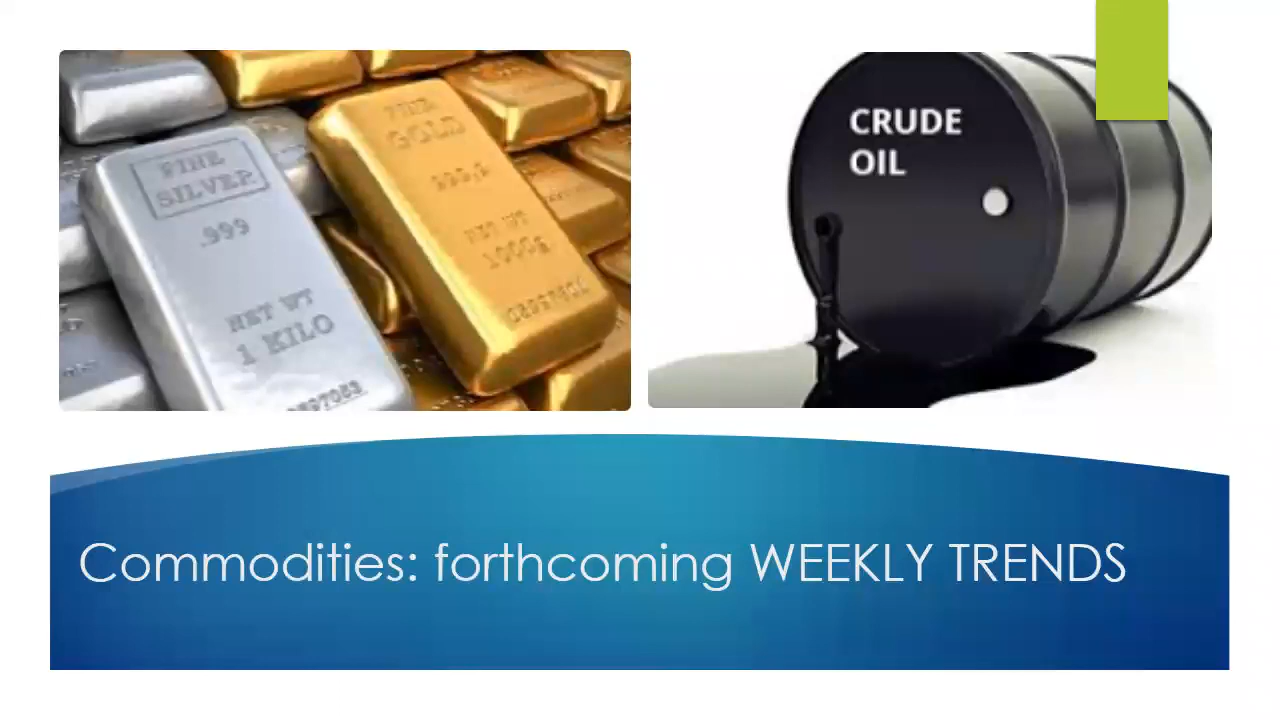 FINE
SILVER
.999
NET WT
1 KILO
FINE
GOLD
999,9
NET WT
1000g
CRUDE
OIL
Commodities: forthcoming WEEKLY TRENDS